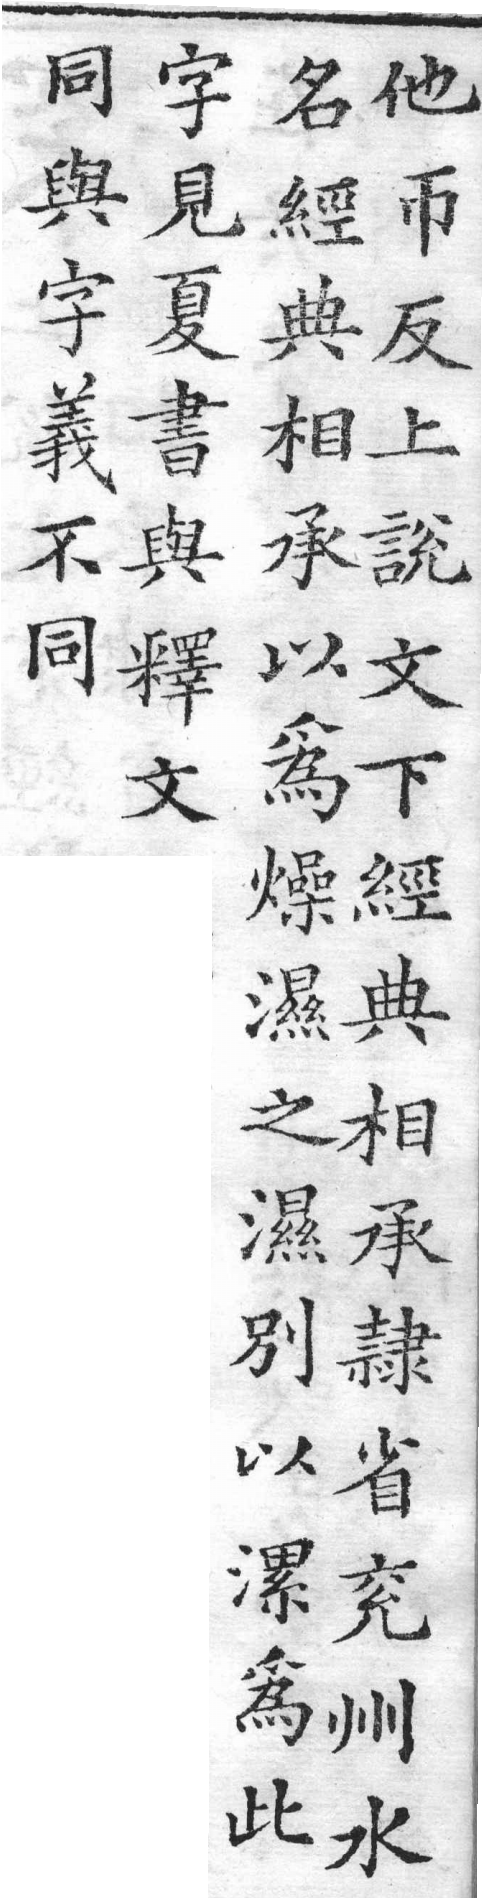 他帀反上說文下經典相承隷省兖州水
名經典相承以爲燥濕之濕別以漯爲此
字見夏書與釋文
同與字義不同